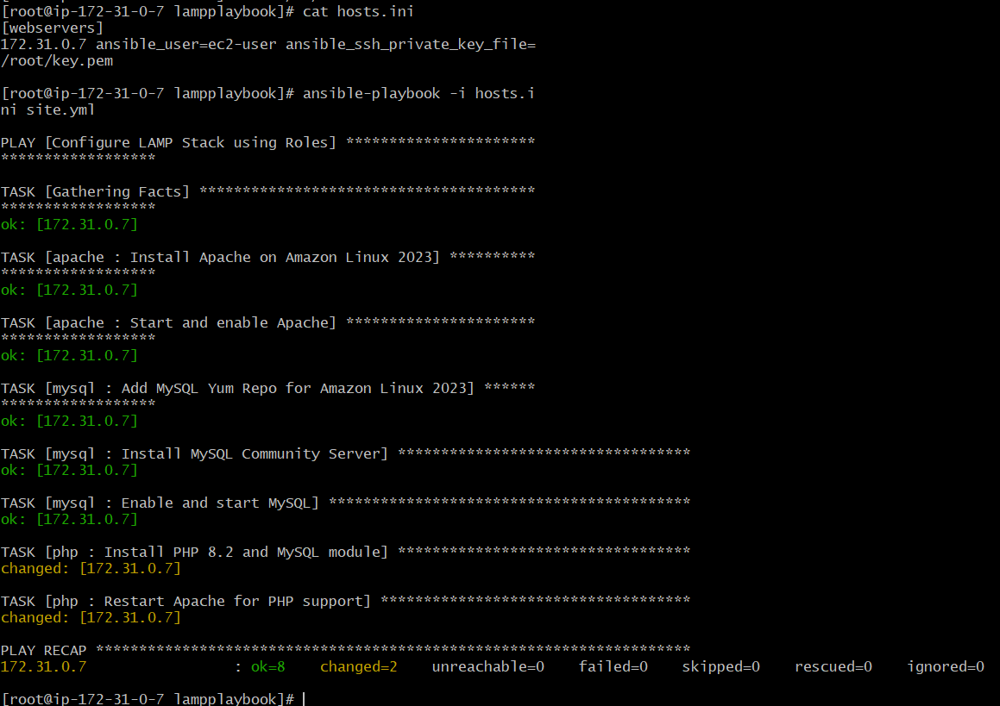 [root@ip-172-31-0-7 lampplaybook]# cat hosts.ini
[webservers]
172.31.0.7 ansible_user=ec2-user ansible_ssh_private_key_file=
/root/key.pem
[root@ip-172-31-0-7 lampplaybook]# ansible-playbook -i hosts.i
ni site.yml
PLAY [Configure LAMP Stack using Roles] **********************
******************
TASK [Gathering Facts] ***************************************
******************
ok: [172.31.0.7]
TASK [apache : Install Apache on Amazon Linux 2023] **********
******************
ok: [172.31.0.7]
TASK [apache : Start and enable Apache] **********************
******************
ok: [172.31.0.7]
TASK [mysql : Add MySQL Yum Repo for Amazon Linux 2023] ******
******************
ok: [172.31.0.7]
TASK [mysql : Install MySQL Community Server] **********************************
ok: [172.31.0.7]
TASK [mysql : Enable and start MySQL] ******************************************
ok: [172.31.0.7]
TASK [php : Install PHP 8.2 and MySQL module] **********************************
changed: [172.31.0.7]
TASK [php : Restart Apache for PHP support] ************************************
changed: [172.31.0.7]
PLAY RECAP *********************************************************************
172.31.0.7                 : ok=8    changed=2    unreachable=0    failed=0    skipped=0    rescued=0    ignored=0
[root@ip-172-31-0-7 lampplaybook]#